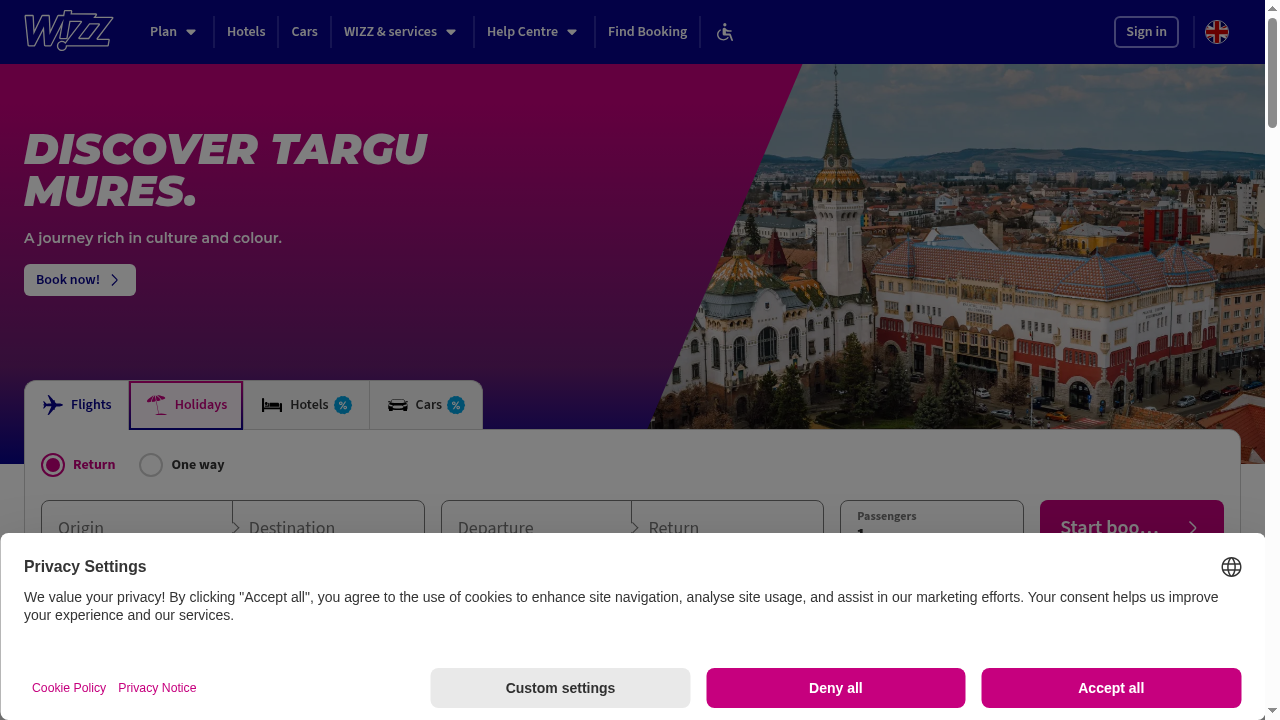 WIZZ
Plan
Hotels
Cars
WIZZ & services
Help Centre
Find Booking
Sign in
DISCOVER TARGU
MURES.
A journey rich in culture and colour.
Book now!
Flights
Holidays
Hotels %
Cars %
Return
One way
Origin
Destination
Departure
Return
Passengers
1
Start boo...
Privacy Settings
We value your privacy! By clicking "Accept all", you agree to the use of cookies to enhance site navigation, analyse site usage, and assist in our marketing efforts. Your consent helps us improve
your experience and our services.
Cookie Policy
Privacy Notice
Custom settings
Deny all
Accept all